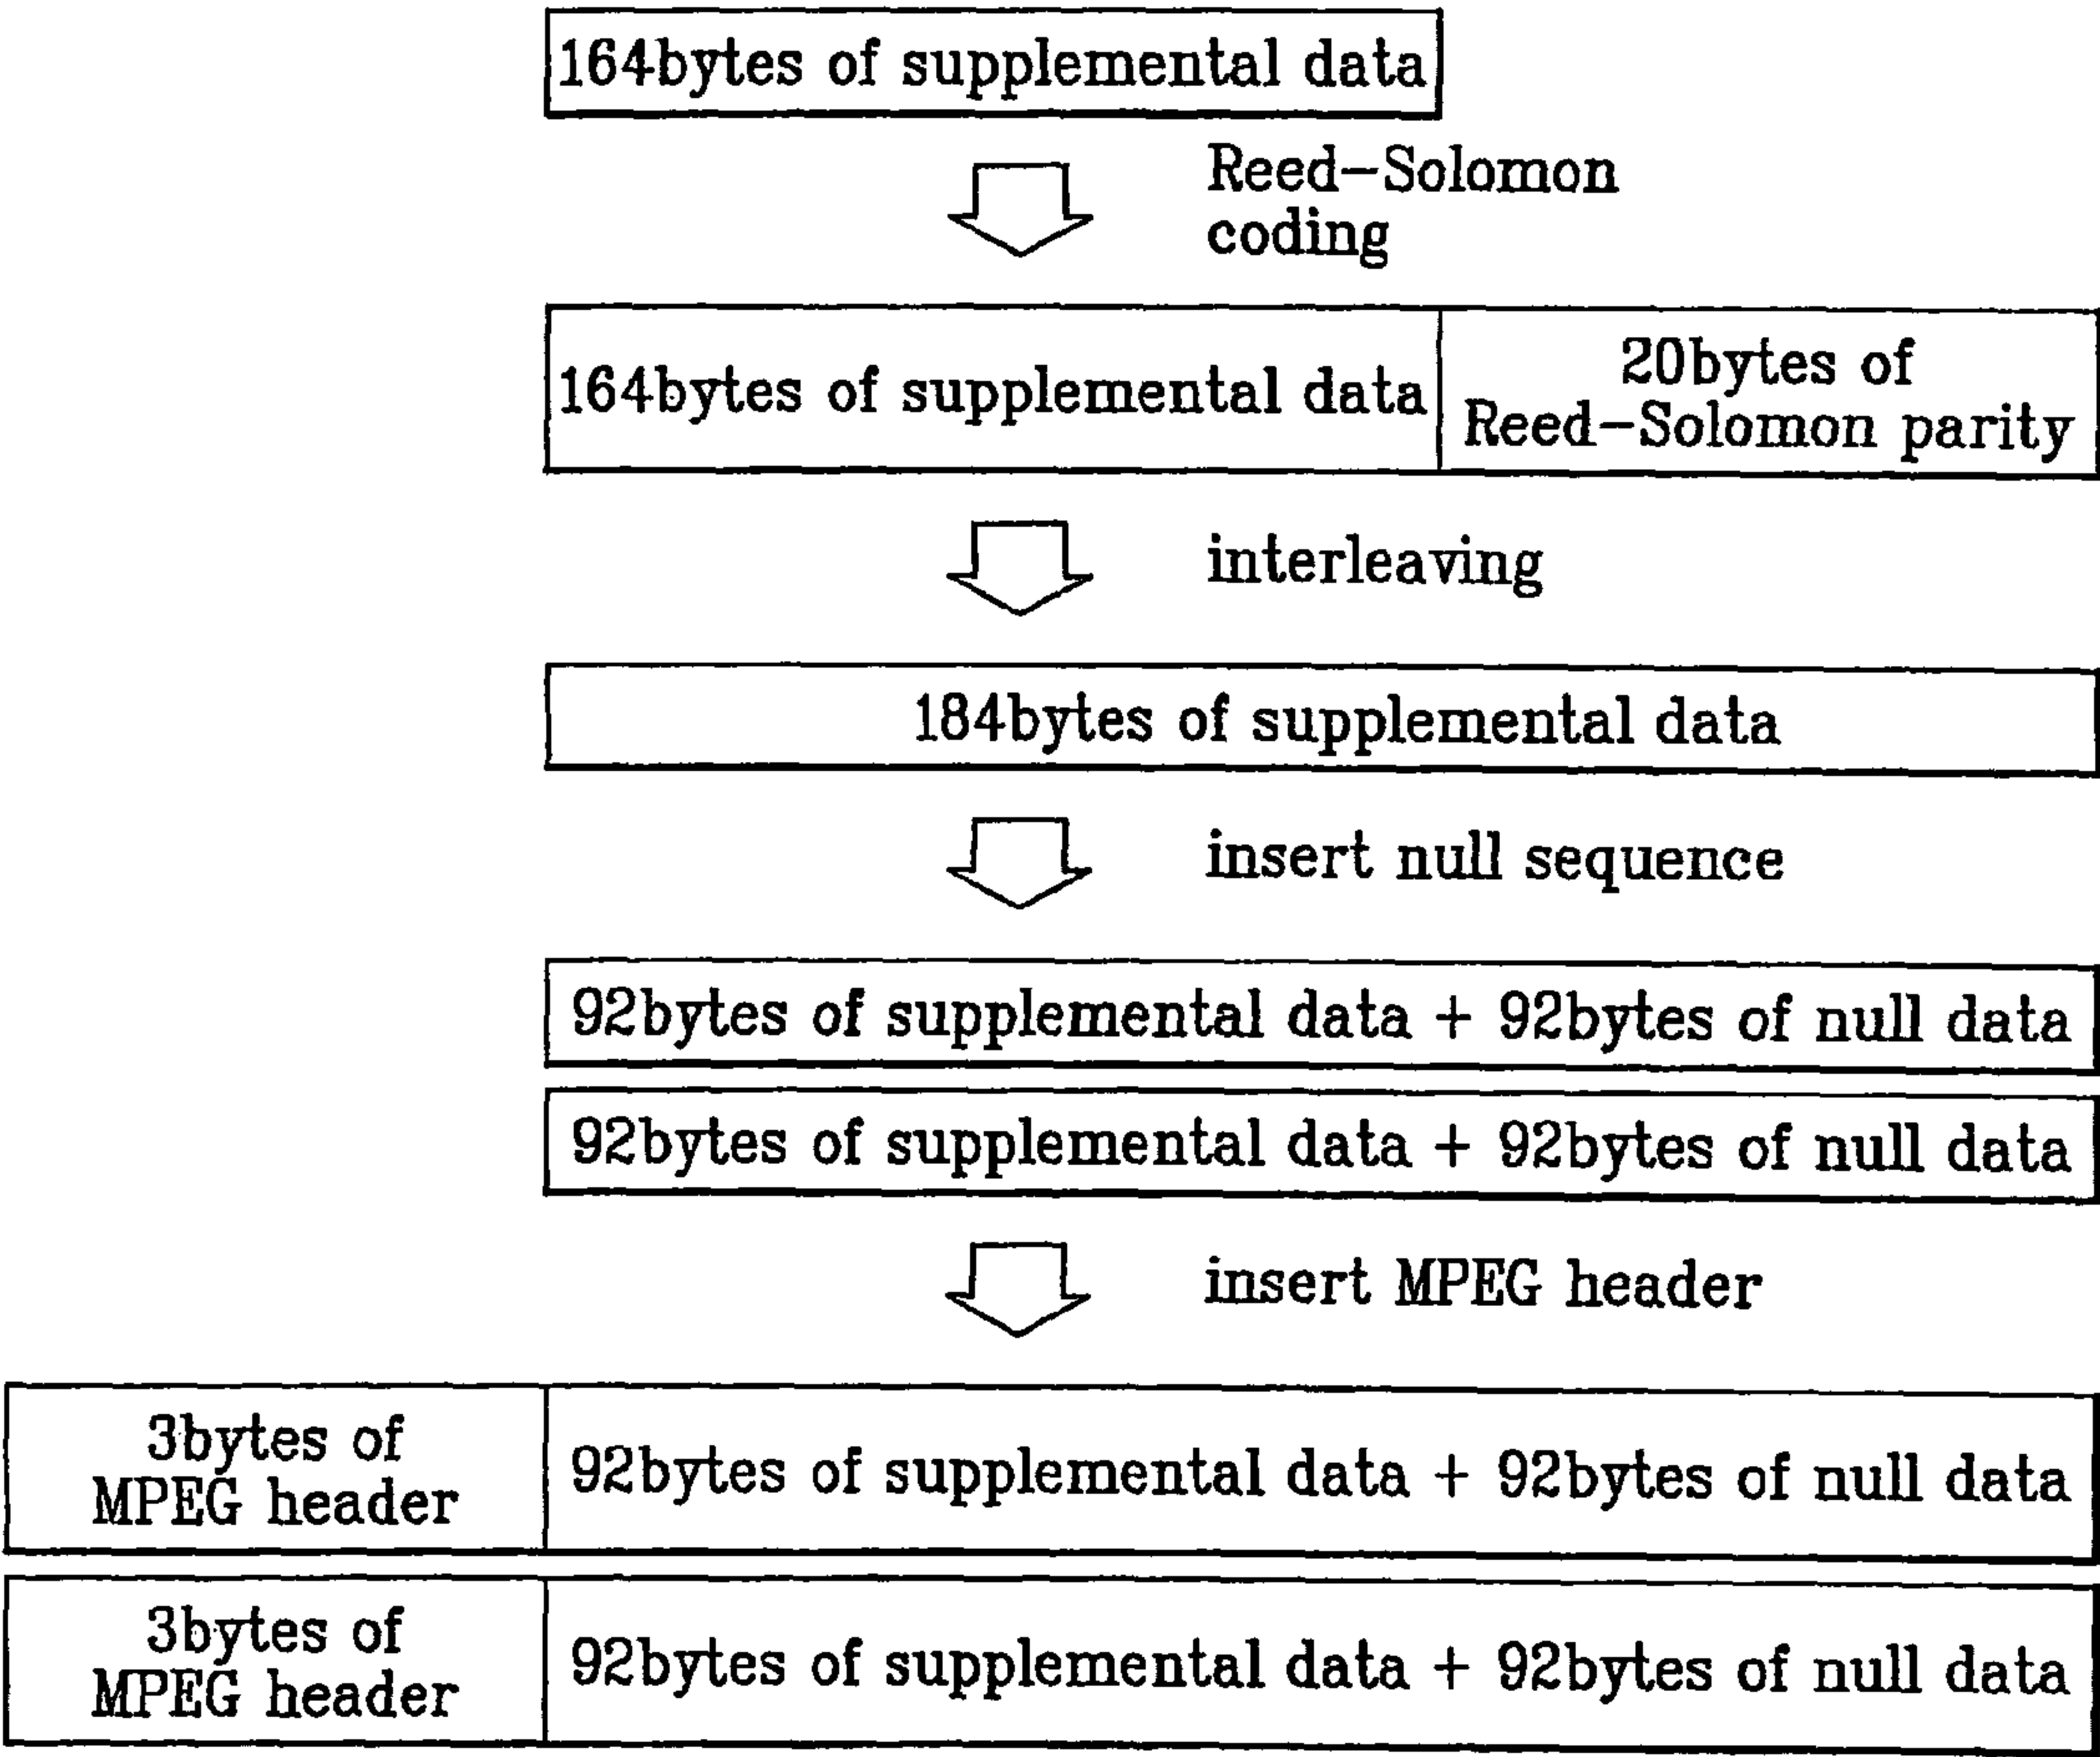 164bytes of supplemental data
Reed-Solomon
coding
164bytes of supplemental data
20bytes of
Reed-Solomon parity
interleaving
184bytes of supplemental data
insert null sequence
92bytes of supplemental data + 92bytes of null data
92bytes of supplemental data + 92bytes of null data
insert MPEG header
3bytes of
MPEG header
92bytes of supplemental data + 92bytes of null data
3bytes of
MPEG header
92bytes of supplemental data + 92bytes of null data